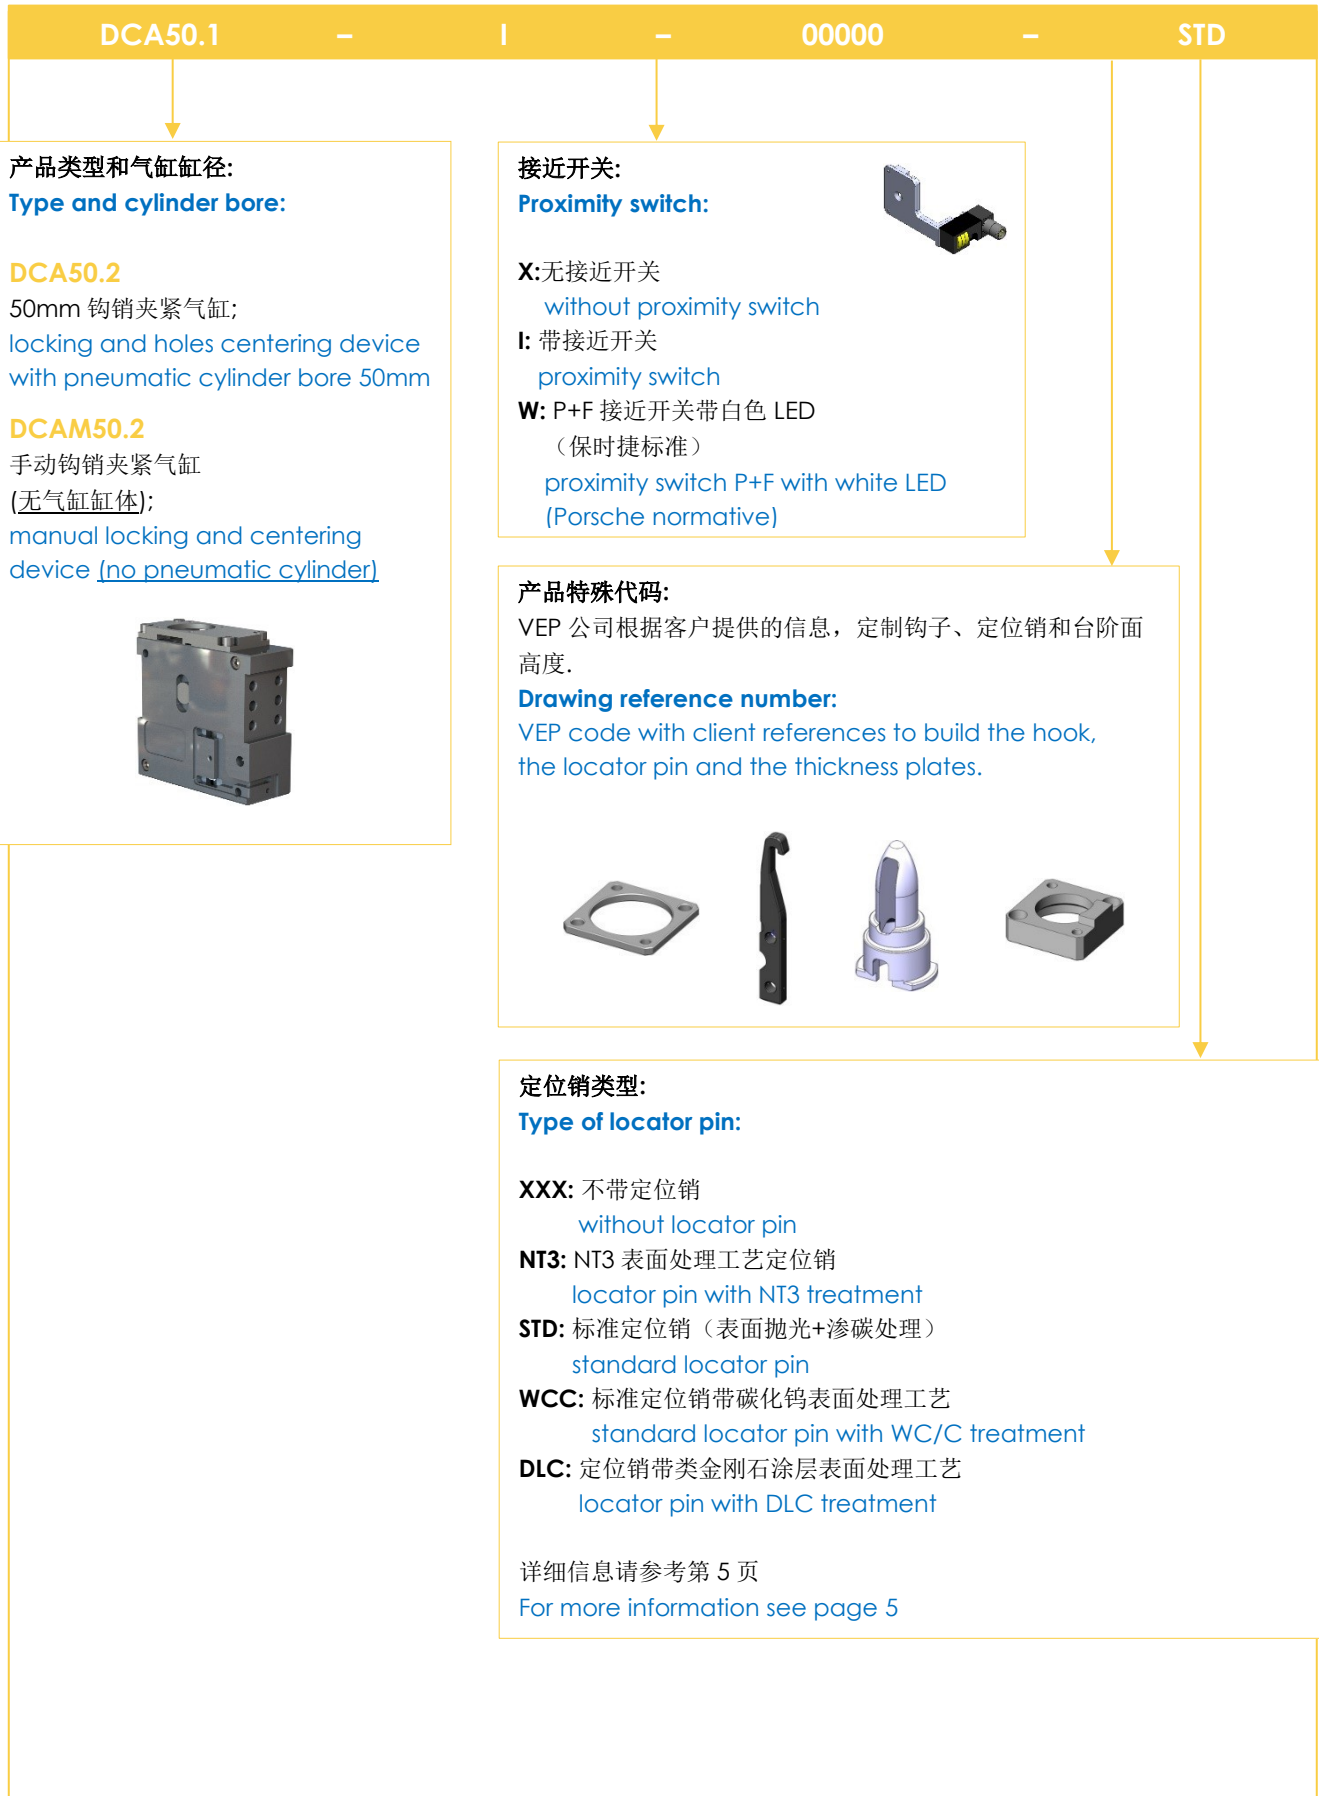 DCA50.1 – I – 00000 – STD
产品类型和气缸缸径:
Type and cylinder bore:
DCA50.2
50mm 钩销夹紧气缸;
locking and holes centering device
with pneumatic cylinder bore 50mm
DCAM50.2
手动钩销夹紧气缸
(无气缸缸体);
manual locking and centering
device (no pneumatic cylinder)
接近开关:
Proximity switch:
X:无接近开关
without proximity switch
I: 带接近开关
proximity switch
W: P+F 接近开关带白色 LED
（保时捷标准）
proximity switch P+F with white LED
(Porsche normative)
产品特殊代码:
VEP 公司根据客户提供的信息，定制钩子、定位销和台阶面
高度.
Drawing reference number:
VEP code with client references to build the hook,
the locator pin and the thickness plates.
定位销类型:
Type of locator pin:
XXX: 不带定位销
without locator pin
NT3: NT3 表面处理工艺定位销
locator pin with NT3 treatment
STD: 标准定位销（表面抛光+渗碳处理）
standard locator pin
WCC: 标准定位销带碳化钨表面处理工艺
standard locator pin with WC/C treatment
DLC: 定位销带类金刚石涂层表面处理工艺
locator pin with DLC treatment
详细信息请参考第 5 页
For more information see page 5